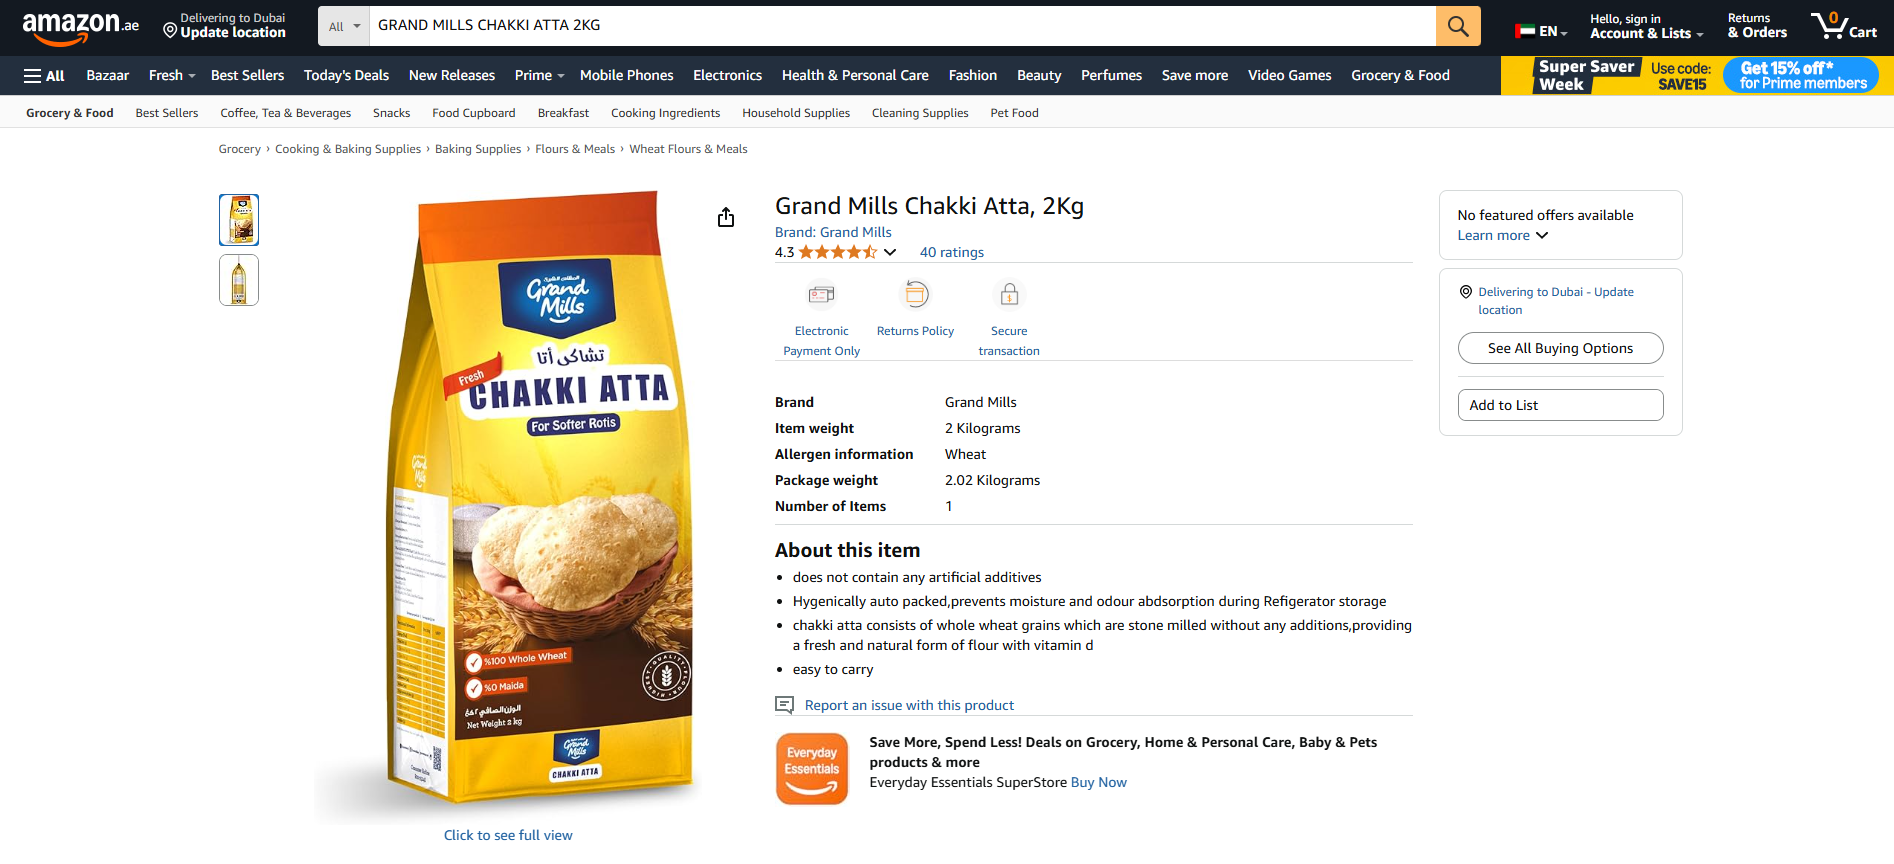 amazon.ae
Delivering to Dubai
Update location
All
GRAND MILLS CHAKKI ATTA 2KG
EN
Hello, sign in
Account & Lists
Returns
& Orders
0
Cart
All
Bazaar
Fresh
Best Sellers
Today's Deals
New Releases
Prime
Mobile Phones
Electronics
Health & Personal Care
Fashion
Beauty
Perfumes
Save more
Video Games
Grocery & Food
Super Saver
Week
Use code:
SAVE15
Get 15% off*
for Prime members
Grocery & Food
Best Sellers
Coffee, Tea & Beverages
Snacks
Food Cupboard
Breakfast
Cooking Ingredients
Household Supplies
Cleaning Supplies
Pet Food
Grocery › Cooking & Baking Supplies › Baking Supplies › Flours & Meals › Wheat Flours & Meals
Grand
Mills
تشاكي أتا
Fresh
CHAKKI ATTA
For Softer Rotis
Grand
Mills
%100 Whole Wheat
%0 Maida
الوزن الصافي ٢ كغ
Net Weight 2 kg
Grand
Mills
CHAKKI ATTA
Click to see full view
Grand Mills Chakki Atta, 2Kg
Brand: Grand Mills
4.3
40 ratings
Electronic
Payment Only
Returns Policy
Secure
transaction
Brand Grand Mills
Item weight 2 Kilograms
Allergen information Wheat
Package weight 2.02 Kilograms
Number of Items 1
About this item
• does not contain any artificial additives
• Hygenically auto packed,prevents moisture and odour abdsorption during Refigerator storage
• chakki atta consists of whole wheat grains which are stone milled without any additions,providing
a fresh and natural form of flour with vitamin d
• easy to carry
Report an issue with this product
Everyday
Essentials
Save More, Spend Less! Deals on Grocery, Home & Personal Care, Baby & Pets
products & more
Everyday Essentials SuperStore Buy Now
No featured offers available
Learn more
Delivering to Dubai - Update
location
See All Buying Options
Add to List